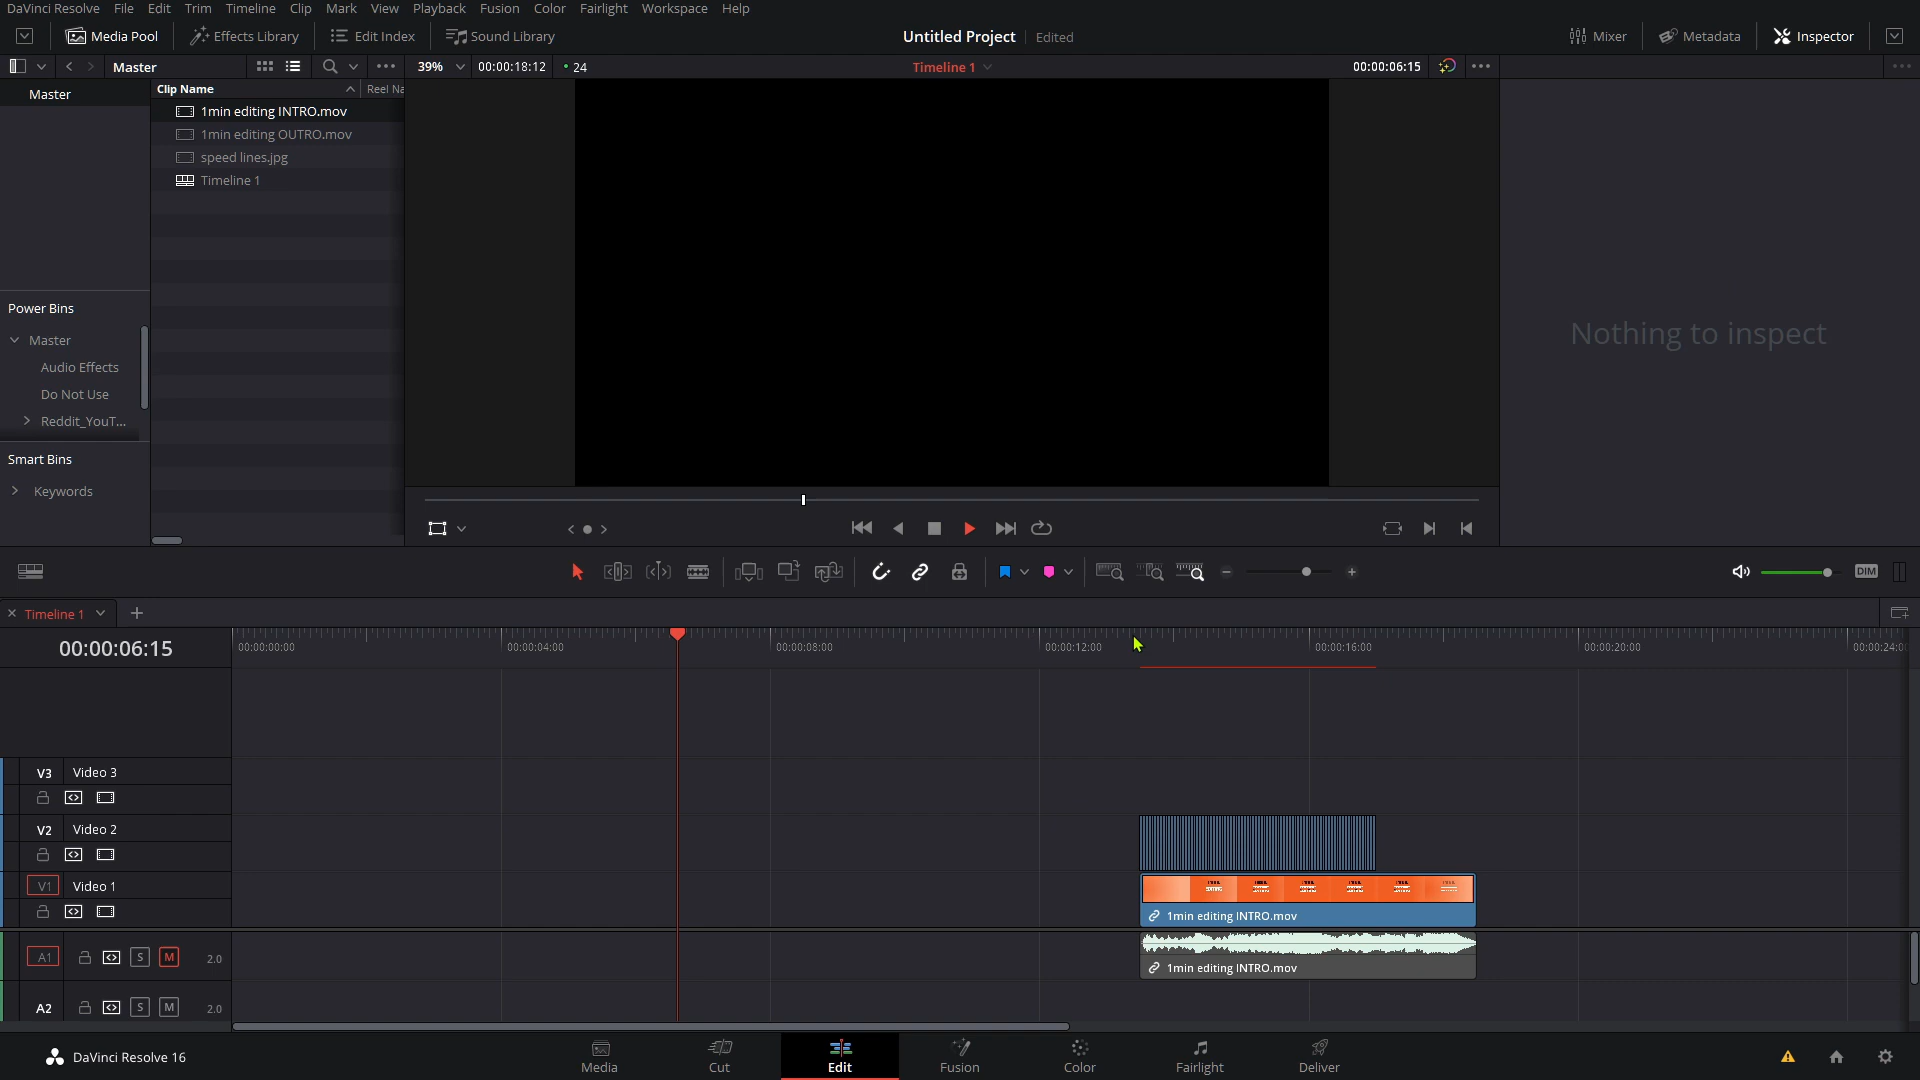 DaVinci Resolve File Edit Trim Timeline Clip Mark View Playback Fusion Color Fairlight Workspace Help
Media Pool Effects Library Edit Index Sound Library Untitled Project Edited Mixer Metadata Inspector
Master 39% 00:00:18:12 24 Timeline 1 00:00:06:15
Master
Clip Name Reel Na
1min editing INTRO.mov
1min editing OUTRO.mov
speed lines.jpg
Timeline 1
Power Bins
Master
Audio Effects
Do Not Use
Reddit_YouT...
Smart Bins
Keywords
Nothing to inspect
DIM
Timeline 1
00:00:06:15
00:00:00:00 00:00:04:00 00:00:08:00 00:00:12:00 00:00:16:00 00:00:20:00 00:00:24:0
V3 Video 3
V2 Video 2
V1 Video 1
1min editing INTRO.mov
A1 S M 2.0
1min editing INTRO.mov
A2 S M 2.0
DaVinci Resolve 16
Media Cut Edit Fusion Color Fairlight Deliver